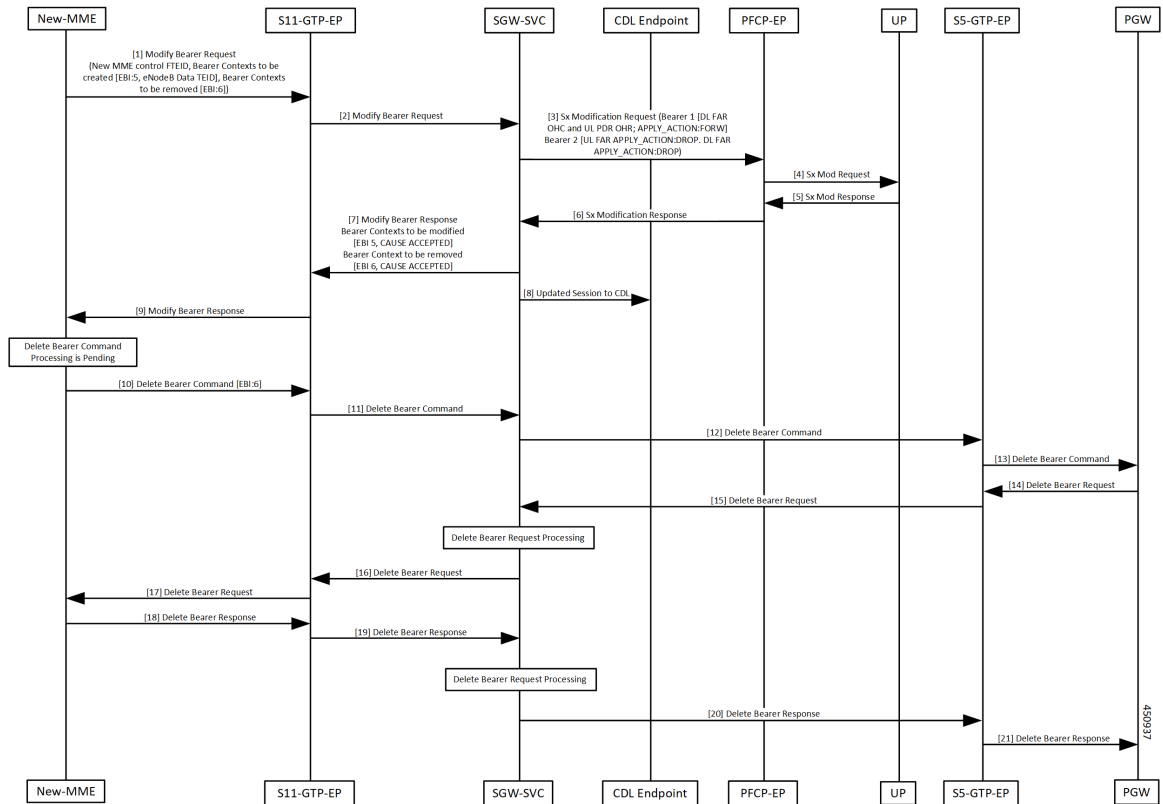 New-MME
S11-GTP-EP
SGW-SVC
CDL Endpoint
PFCP-EP
UP
S5-GTP-EP
PGW
[1] Modify Bearer Request
(New MME control FTEID, Bearer Contexts to be
created [EBI:5, eNodeB Data TEID], Bearer Contexts
to be removed [EBI:6])
[2] Modify Bearer Request
[3] Sx Modification Request (Bearer 1 [DL FAR
OHC and UL PDR OHR; APPLY_ACTION:FORW]
Bearer 2 [UL FAR APPLY_ACTION:DROP. DL FAR
APPLY_ACTION:DROP)
[4] Sx Mod Request
[5] Sx Mod Response
[6] Sx Modification Response
[7] Modify Bearer Response
Bearer Contexts to be modified
[EBI 5, CAUSE ACCEPTED]
Bearer Context to be removed
[EBI 6, CAUSE ACCEPTED]
[8] Updated Session to CDL
[9] Modify Bearer Response
Delete Bearer Command
Processing is Pending
[10] Delete Bearer Command [EBI:6]
[11] Delete Bearer Command
[12] Delete Bearer Command
[13] Delete Bearer Command
[14] Delete Bearer Request
[15] Delete Bearer Request
Delete Bearer Request Processing
[16] Delete Bearer Request
[17] Delete Bearer Request
[18] Delete Bearer Response
[19] Delete Bearer Response
Delete Bearer Request Processing
[20] Delete Bearer Response
[21] Delete Bearer Response
450937
New-MME
S11-GTP-EP
SGW-SVC
CDL Endpoint
PFCP-EP
UP
S5-GTP-EP
PGW